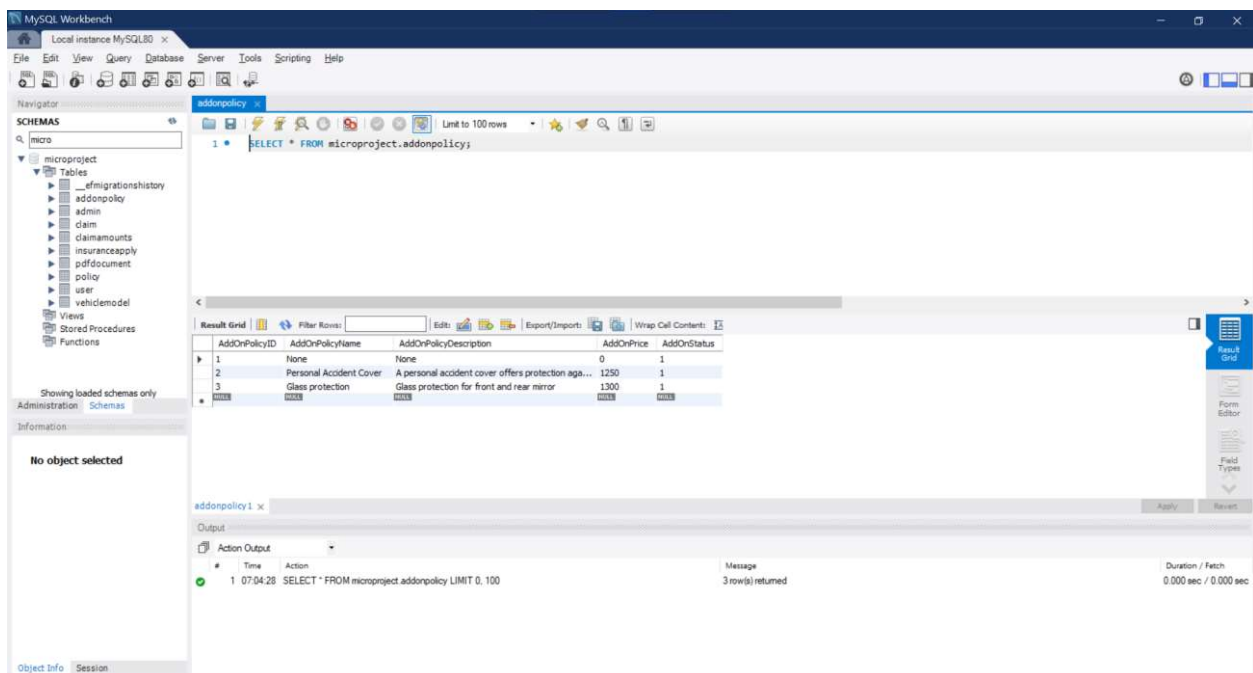 MySQL Workbench
Local instance MySQL80 ×
File Edit View Query Database Server Tools Scripting Help
Navigator
SCHEMAS
micro
microproject
Tables
__efmigrationshistory
addonpolicy
admin
claim
claimamounts
insuranceapply
pdfdocument
policy
user
vehiclemodel
Views
Stored Procedures
Functions
Showing loaded schemas only
Administration Schemas
Information
No object selected
Object Info Session
addonpolicy ×
Limit to 100 rows
1 SELECT * FROM microproject.addonpolicy;
Result Grid Filter Rows: Edit: Export/Import: Wrap Cell Content:
AddOnPolicyID AddOnPolicyName AddOnPolicyDescription AddOnPrice AddOnStatus
1 None None 0 1
2 Personal Accident Cover A personal accident cover offers protection aga... 1250 1
3 Glass protection Glass protection for front and rear mirror 1300 1
NULL NULL NULL NULL NULL
Result Grid
Form Editor
Field Types
addonpolicy1 ×
Apply Revert
Output
Action Output
# Time Action Message Duration / Fetch
1 07:04:28 SELECT * FROM microproject.addonpolicy LIMIT 0, 100 3 row(s) returned 0.000 sec / 0.000 sec